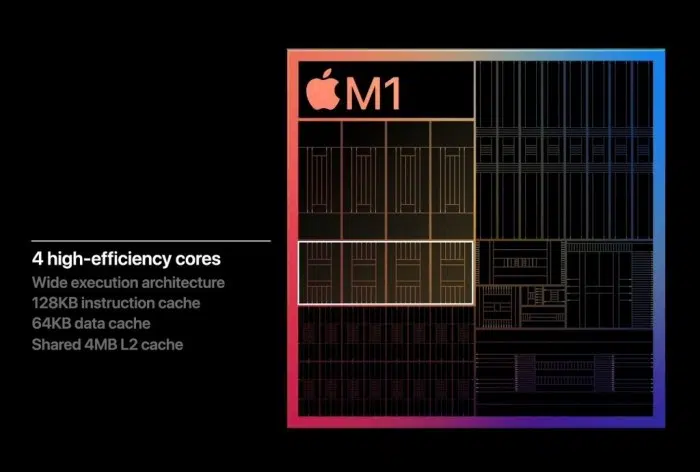 M1
4 high-efficiency cores
Wide execution architecture
128KB instruction cache
64KB data cache
Shared 4MB L2 cache